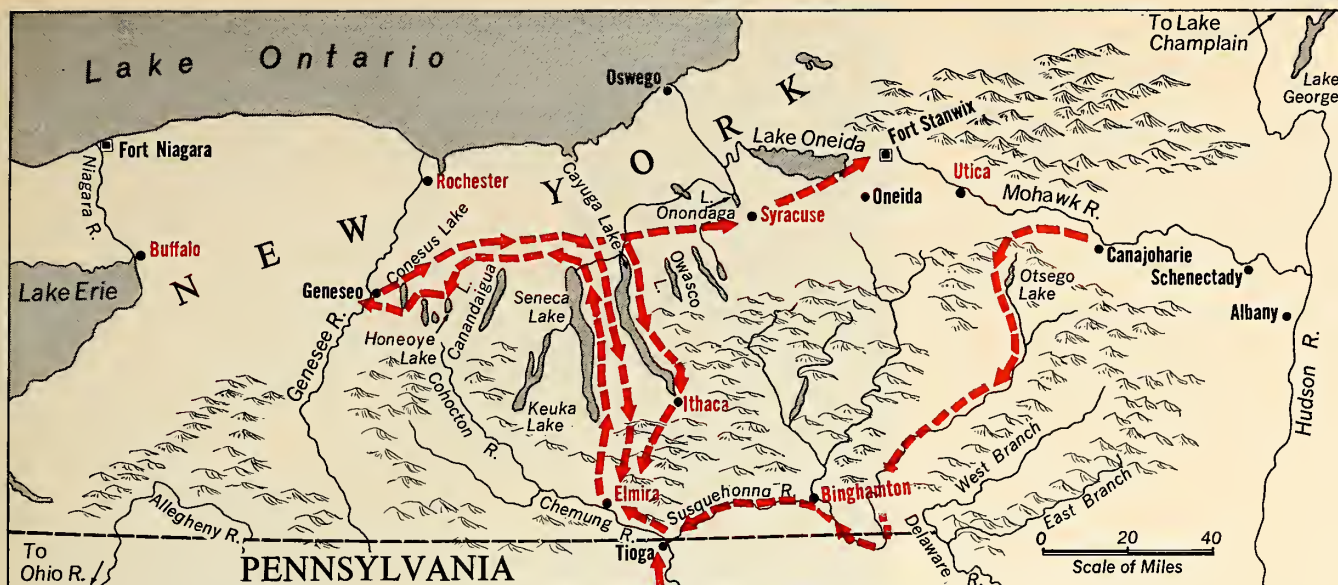 Lake Ontario
To Lake
Champlain
Lake
George
Oswego
NEW YORK
Fort Niagara
Niagara R.
Rochester
Cayuga Lake
Lake Oneida
Fort Stanwix
Utica
Oneida
Mohawk R.
L.
Onondaga
Syracuse
Buffalo
Lake Erie
Conesus Lake
Geneseo
Genesee R.
Honeoye
Lake
Canandaigua
L.
Seneca
Lake
Owasco
L.
Otsego
Lake
Canajoharie
Schenectady
Albany
Hudson R.
Cohocton
R.
Keuka
Lake
Ithaca
Elmira
Chemung
R.
Susquehonna R.
Binghamton
West Branch
East Branch
Delaware R.
Allegheny R.
Tioga
To
Ohio R.
PENNSYLVANIA
0 20 40
Scale of Miles